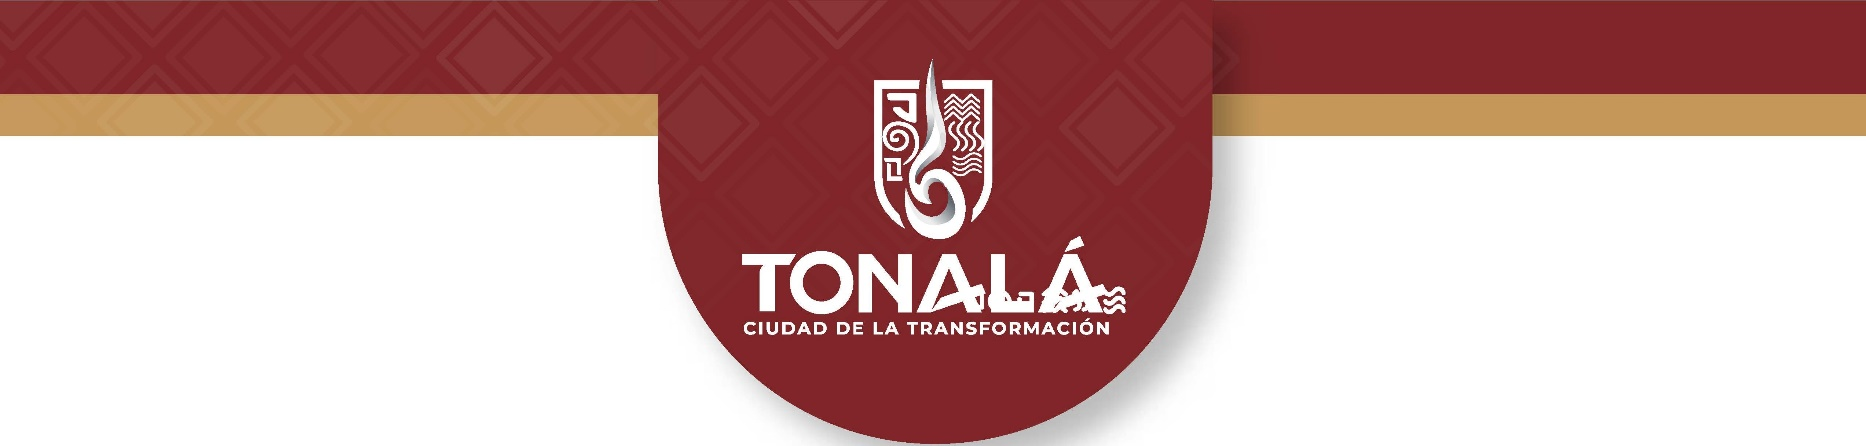 TONALÁ
CIUDAD DE LA TRANSFORMACIÓN